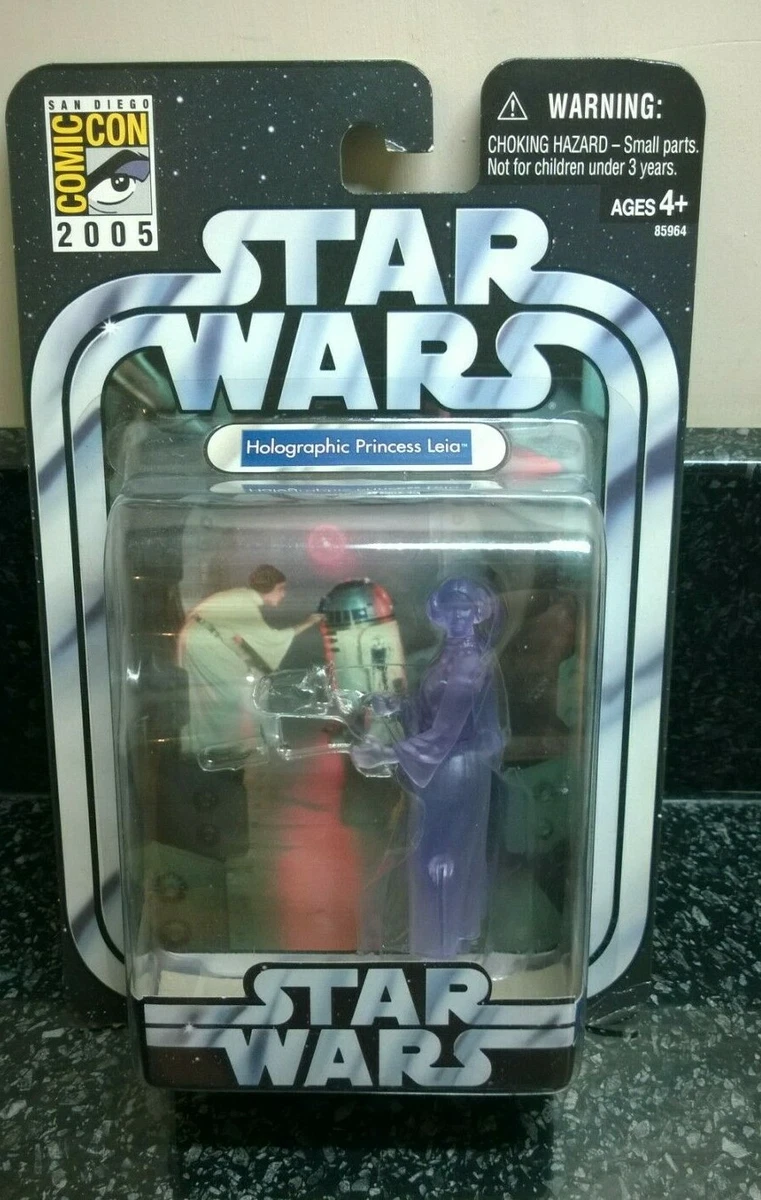 SAN DIEGO
COMIC CON
2005
WARNING:
CHOKING HAZARD – Small parts.
Not for children under 3 years.
AGES 4+
85964
STAR
WARS
Holographic Princess Leia™
STAR
WARS